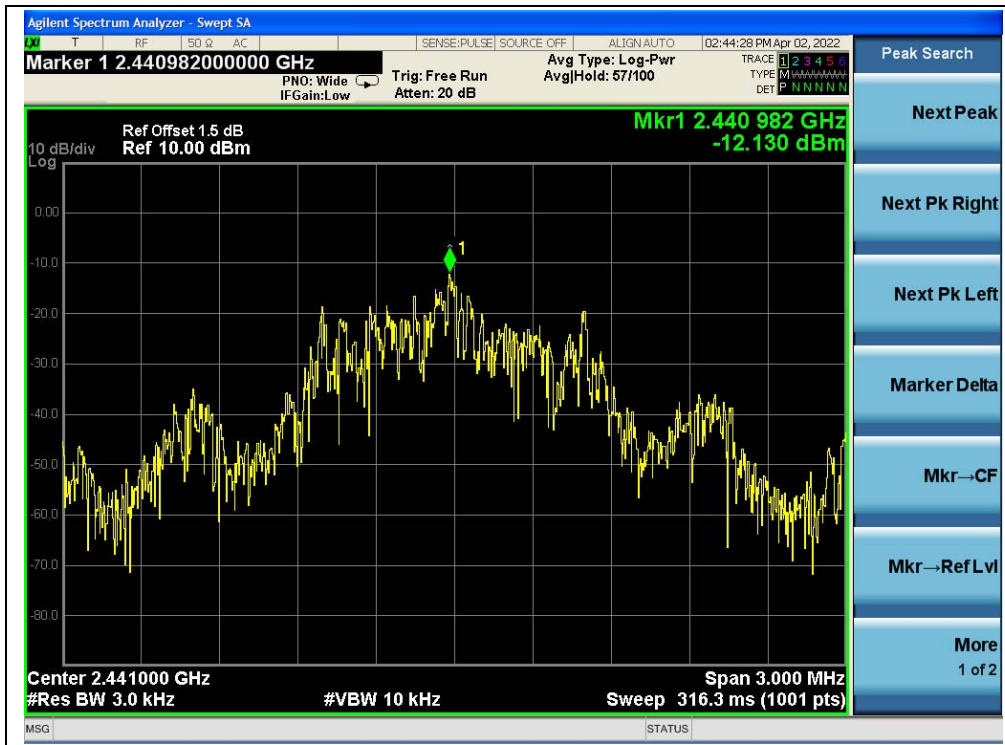 Agilent Spectrum Analyzer - Swept SA
LXI T RF 50 Ω AC SENSE:PULSE SOURCE OFF ALIGN AUTO 02:44:28 PM Apr 02, 2022
Marker 1 2.440982000000 GHz
PNO: Wide
IFGain:Low
Trig: Free Run
Atten: 20 dB
Avg Type: Log-Pwr
Avg|Hold: 57/100
TRACE 1 2 3 4 5 6
TYPE M
DET P N N N N N
Mkr1 2.440 982 GHz
-12.130 dBm
Ref Offset 1.5 dB
Ref 10.00 dBm
10 dB/div
Log
0.00
-10.0
-20.0
-30.0
-40.0
-50.0
-60.0
-70.0
-80.0
1
Center 2.441000 GHz
Span 3.000 MHz
#Res BW 3.0 kHz
#VBW 10 kHz
Sweep 316.3 ms (1001 pts)
MSG
STATUS
Peak Search
Next Peak
Next Pk Right
Next Pk Left
Marker Delta
Mkr→CF
Mkr→Ref Lvl
More
1 of 2